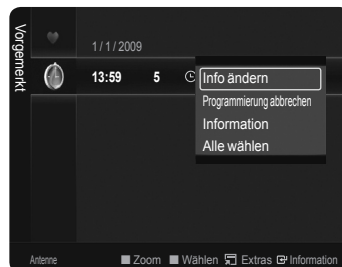 Vorgemerkt
1 / 1 / 2009
13:59 5
Info ändern
Programmierung abbrechen
Information
Alle wählen
Antenne Zoom Wählen Extras Information